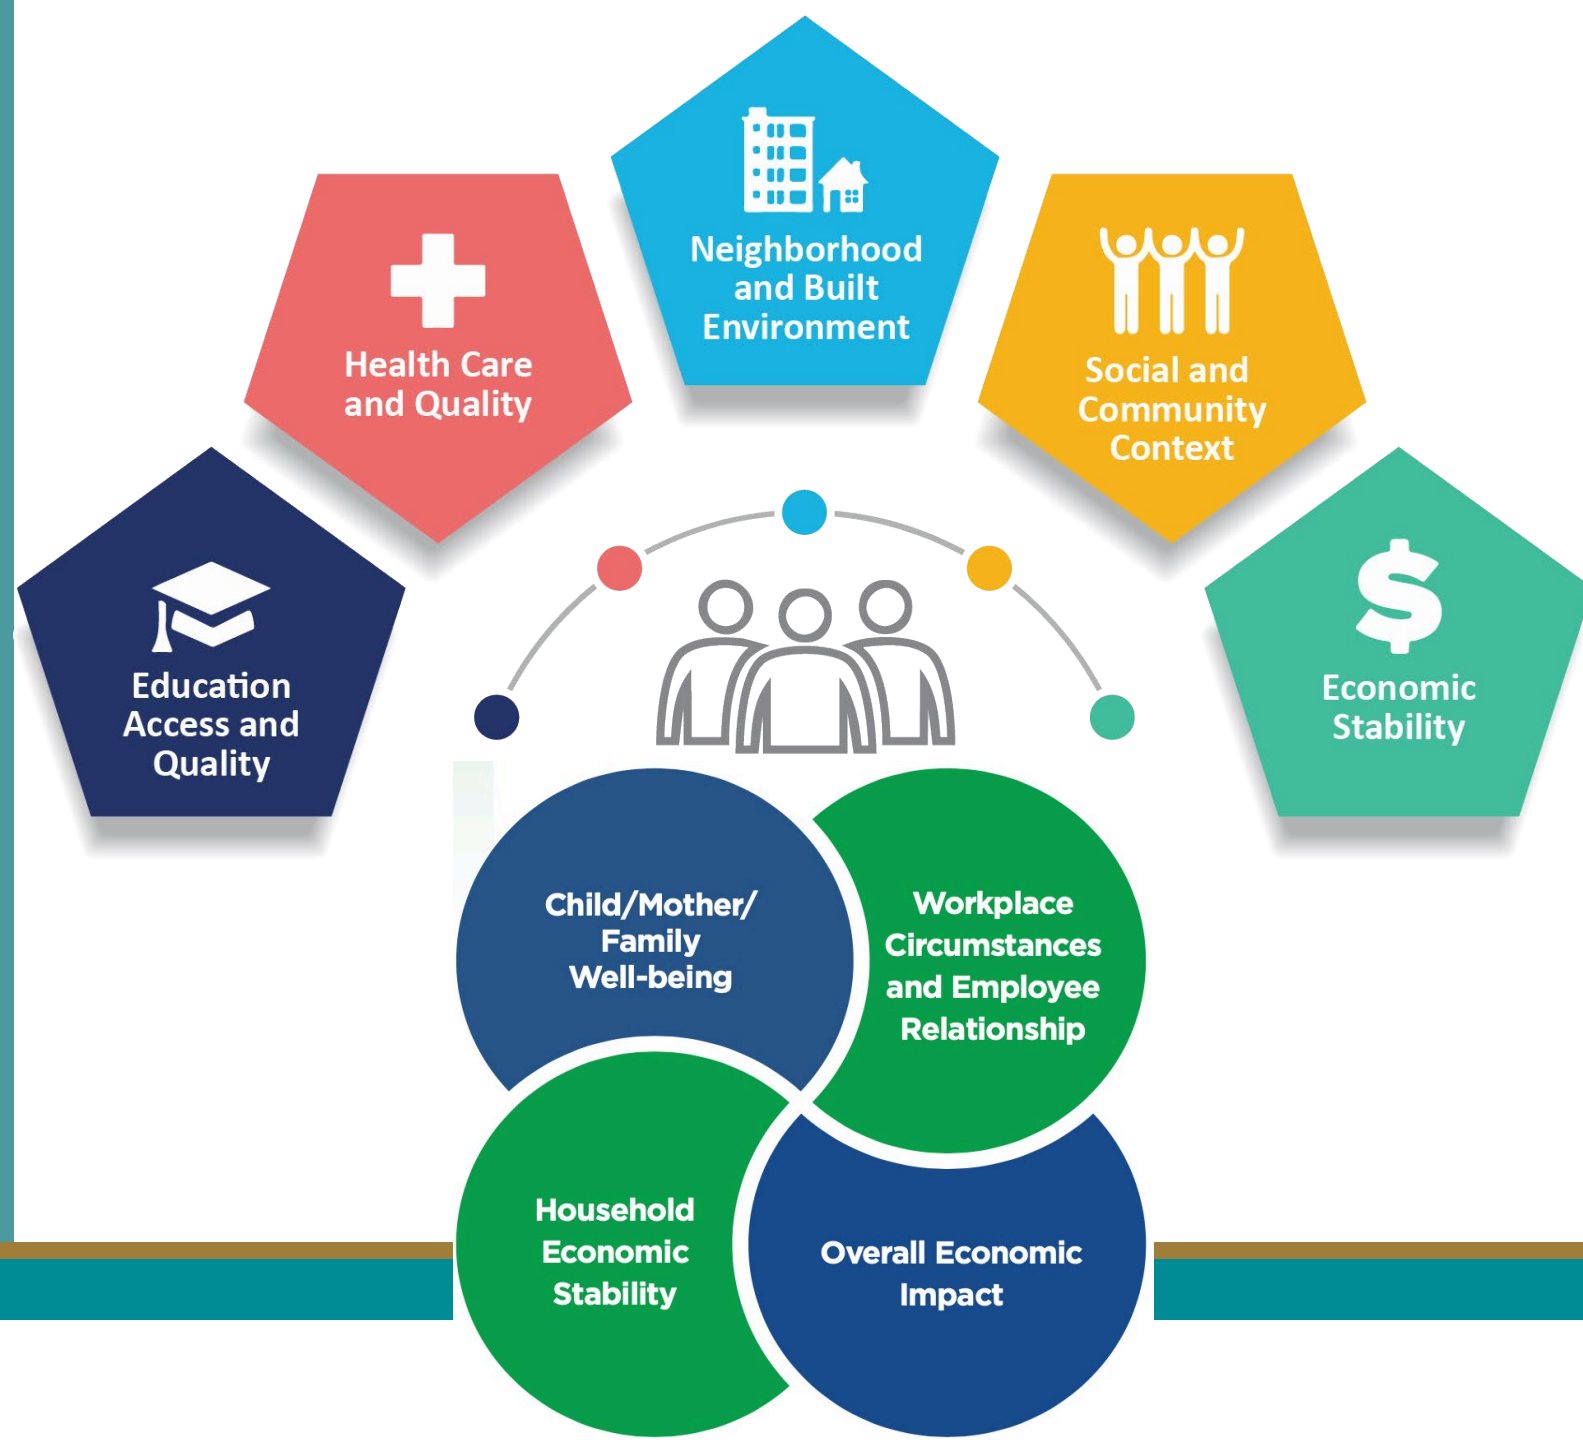 Neighborhood
and Built
Environment
Health Care
and Quality
Social and
Community
Context
Education
Access and
Quality
Economic
Stability
Child/Mother/
Family
Well-being
Workplace
Circumstances
and Employee
Relationship
Household
Economic
Stability
Overall Economic
Impact